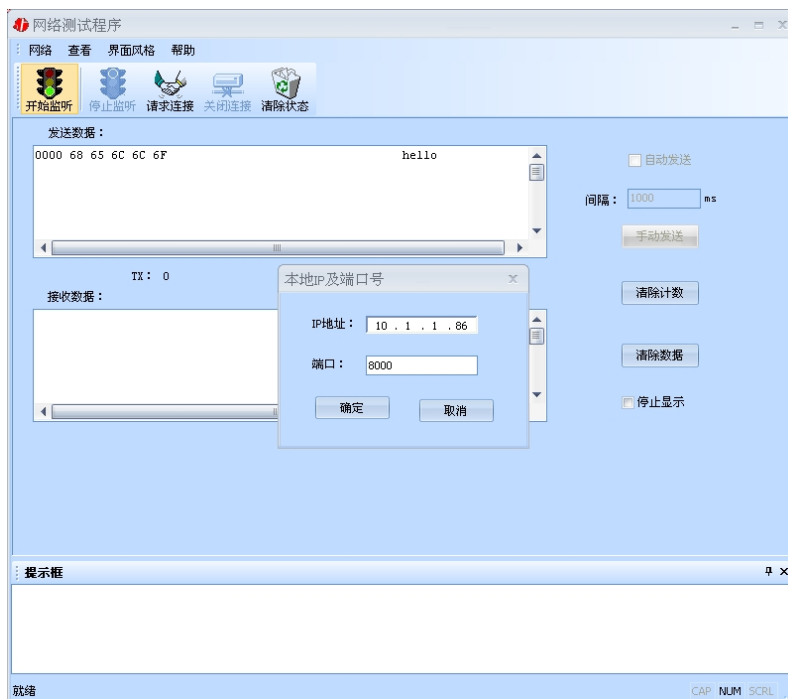 网络测试程序
网络 查看 界面风格 帮助
开始监听 停止监听 请求连接 关闭连接 清除状态
发送数据：
0000 68 65 6C 6C 6F hello
自动发送
间隔： 1000 ms
手动发送
TX： 0
接收数据：
本地IP及端口号
IP地址： 10 . 1 . 1 . 86
端口： 8000
确定 取消
清除计数
清除数据
停止显示
提示框
就绪
CAP NUM SCRL